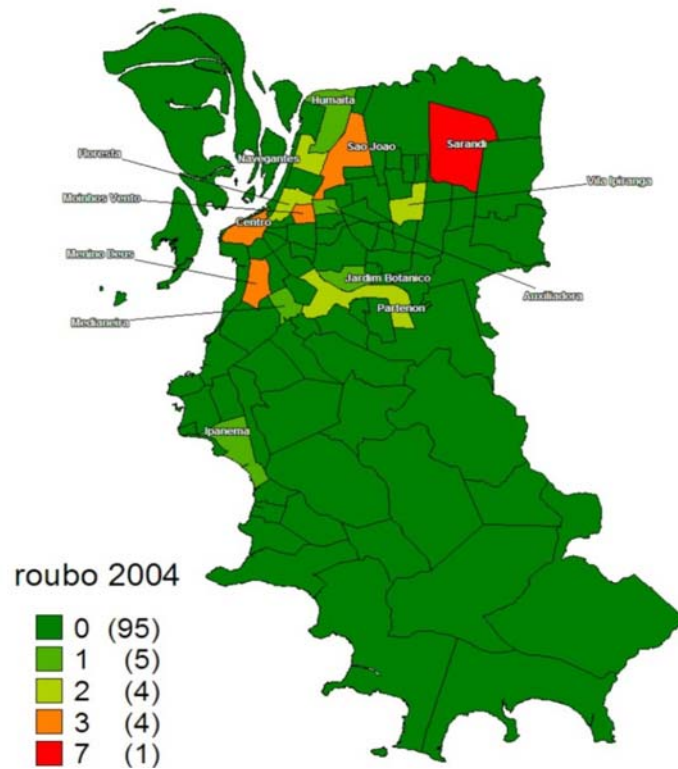 Humaita
Sao Joao
Sarandi
Floresta
Navegantes
Moinhos Vento
Vila Ipiranga
Centro
Menino Deus
Jardim Botanico
Auxiliadora
Medianeira
Partenon
Ipanema
roubo 2004
0 (95)
1 (5)
2 (4)
3 (4)
7 (1)